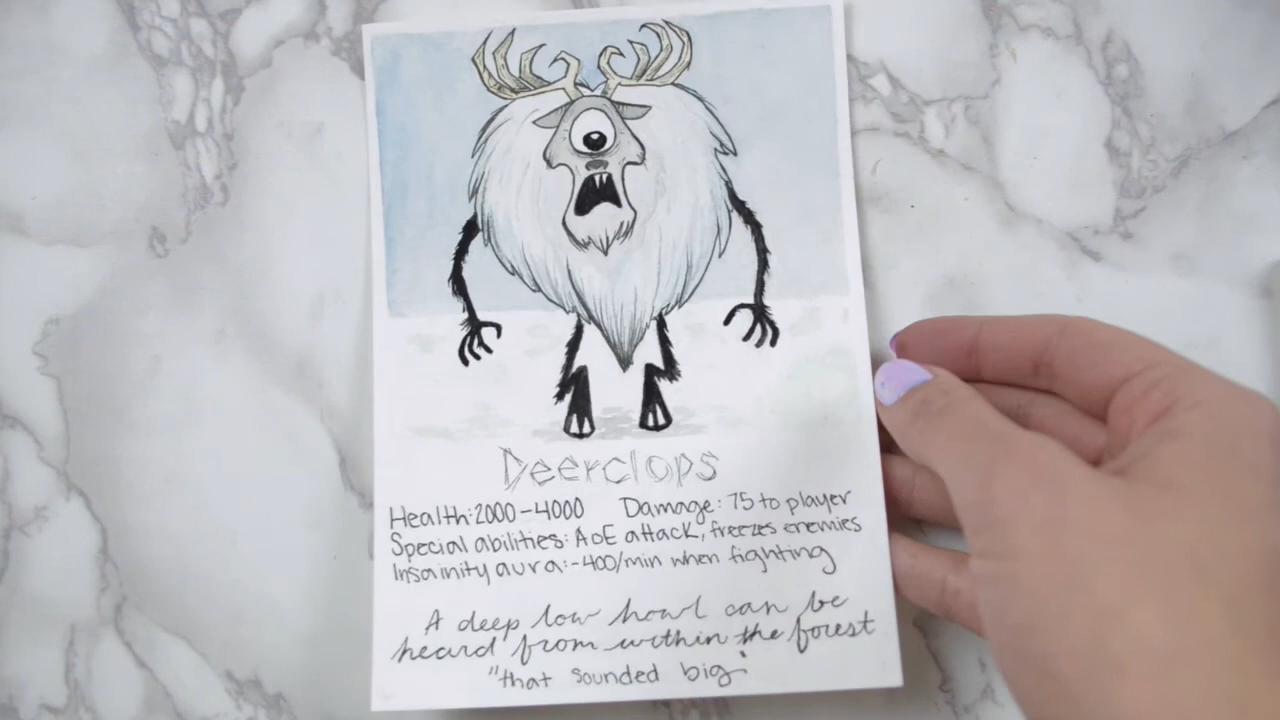 Deerclops
Health: 2000-4000 Damage: 75 to player
Special abilities: AoE attack, freezes enemies
Insainity aura: -400/min when fighting
A deep low howl can be
heard from within the forest
"that sounded big"